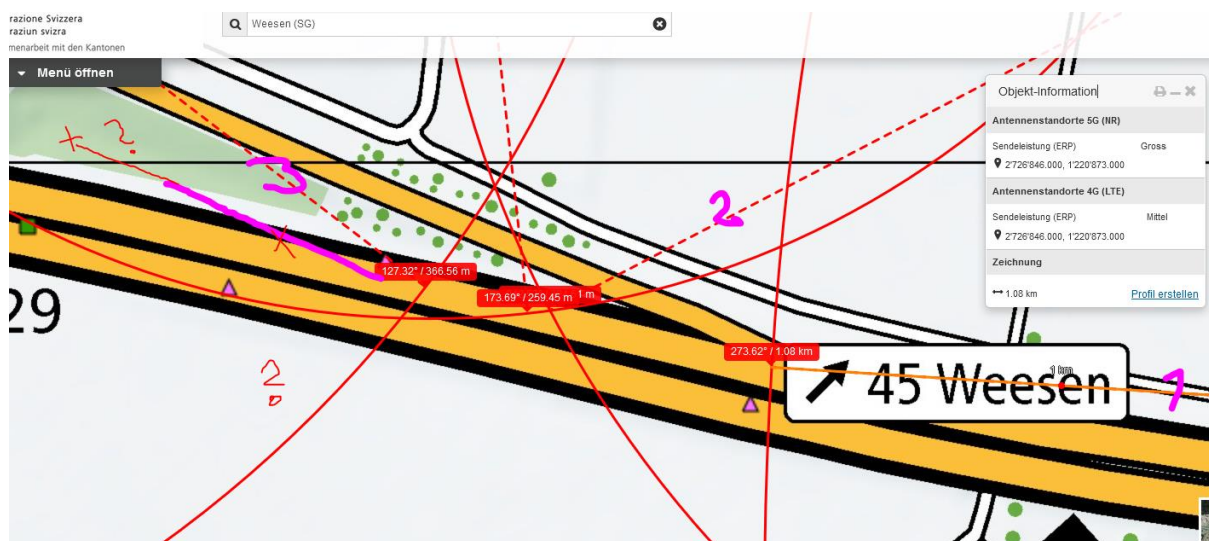 razione Svizzera
raziun svizra
menarbeit mit den Kantonen
Weesen (SG)
Menü öffnen
Objekt-Information
Antennenstandorte 5G (NR)
Sendeleistung (ERP) Gross
2'726'846.000, 1'220'873.000
Antennenstandorte 4G (LTE)
Sendeleistung (ERP) Mittel
2'726'846.000, 1'220'873.000
Zeichnung
1.08 km Profil erstellen
?
3
2
127.32° / 366.56 m
173.69° / 259.45 m
1 m
29
273.62° / 1.08 km
45 Weesen
1 km
1
?